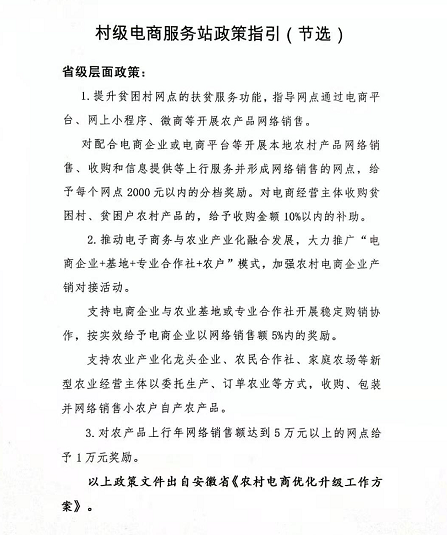 村级电商服务站政策指引（节选）
省级层面政策：
1.提升贫困村网点的扶贫服务功能，指导网点通过电商平
台、网上小程序、微商等开展农产品网络销售。
对配合电商企业或电商平台等开展本地农村产品网络销
售、收购和信息提供等上行服务并形成网络销售的网点，给
予每个网点 2000 元以内的分档奖励。对电商经营主体收购贫
困村、贫困户农村产品的，给予收购金额 10%以内的补助。
2.推动电子商务与农业产业化融合发展，大力推广“电
商企业+基地+专业合作社+农户”模式，加强农村电商企业产
销对接活动。
支持电商企业与农业基地或专业合作社开展稳定购销协
作，按实效给予电商企业以网络销售额 5%内的奖励。
支持农业产业化龙头企业、农民合作社、家庭农场等新
型农业经营主体以委托生产、订单农业等方式，收购、包装
并网络销售小农户自产农产品。
3.对农产品上行年网络销售额达到 5 万元以上的网点给
予 1 万元奖励。
以上政策文件出自安徽省《农村电商优化升级工作方
案》。